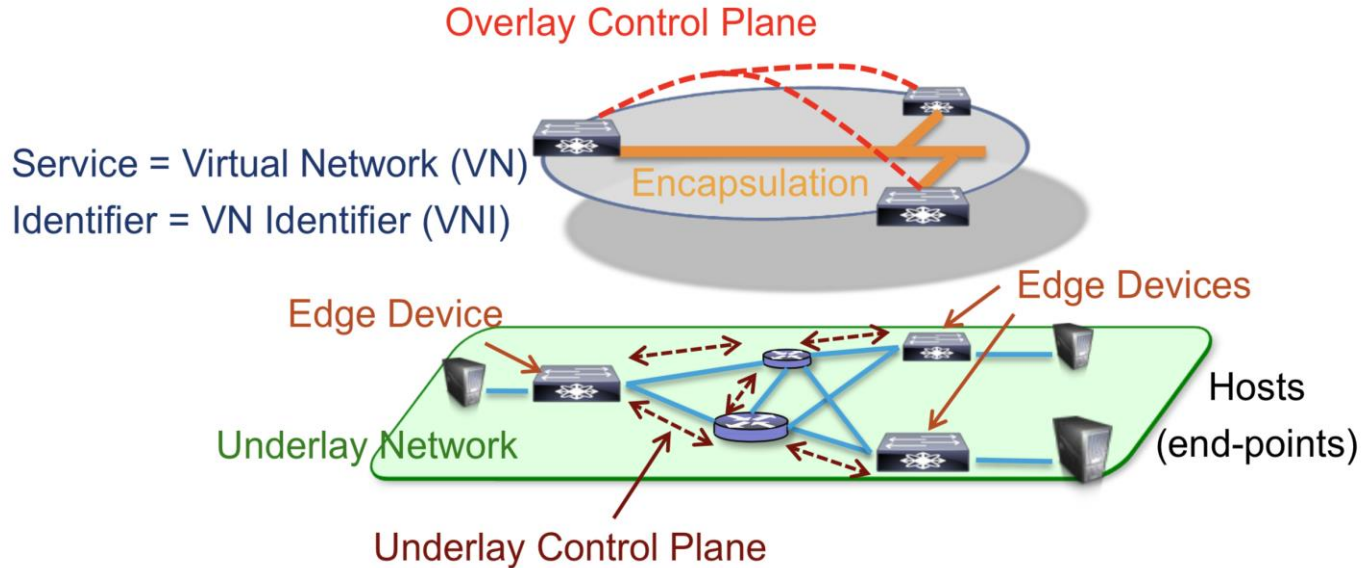 Overlay Control Plane
Service = Virtual Network (VN)
Identifier = VN Identifier (VNI)
Encapsulation
Edge Device
Edge Devices
Hosts
(end-points)
Underlay Network
Underlay Control Plane